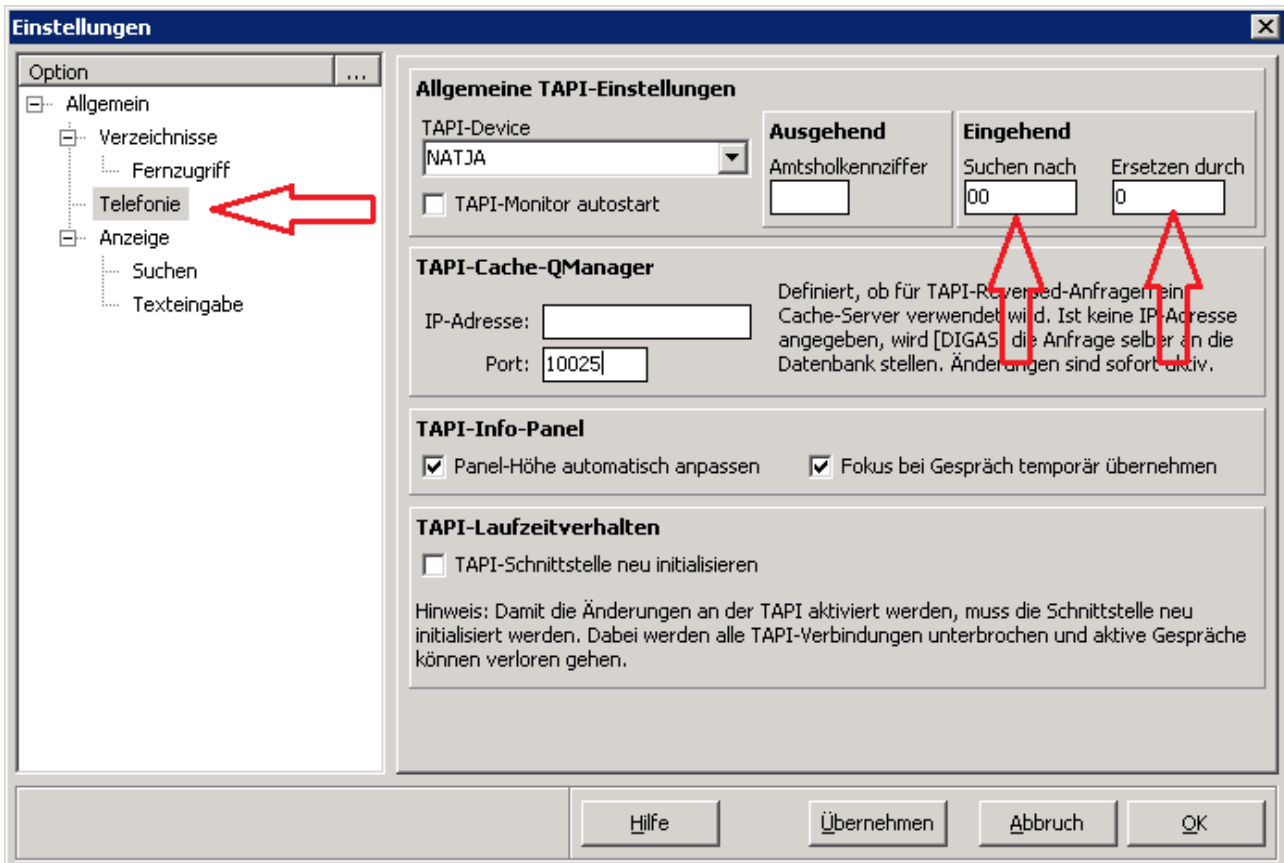 Einstellungen
Option ...
Allgemein
Verzeichnisse
Fernzugriff
Telefonie
Anzeige
Suchen
Texteingabe
Allgemeine TAPI-Einstellungen
TAPI-Device
NATJA
TAPI-Monitor autostart
Ausgehend
Amtsholkennziffer
Eingehend
Suchen nach Ersetzen durch
00 0
TAPI-Cache-QManager
IP-Adresse:
Port: 10025
Definiert, ob für TAPI-Reversed-Anfragen ein
Cache-Server verwendet wird. Ist keine IP-Adresse
angegeben, wird [DIGAS] die Anfrage selber an die
Datenbank stellen. Änderungen sind sofort aktiv.
TAPI-Info-Panel
Panel-Höhe automatisch anpassen Fokus bei Gespräch temporär übernehmen
TAPI-Laufzeitverhalten
TAPI-Schnittstelle neu initialisieren
Hinweis: Damit die Änderungen an der TAPI aktiviert werden, muss die Schnittstelle neu
initialisiert werden. Dabei werden alle TAPI-Verbindungen unterbrochen und aktive Gespräche
können verloren gehen.
Hilfe Übernehmen Abbruch OK